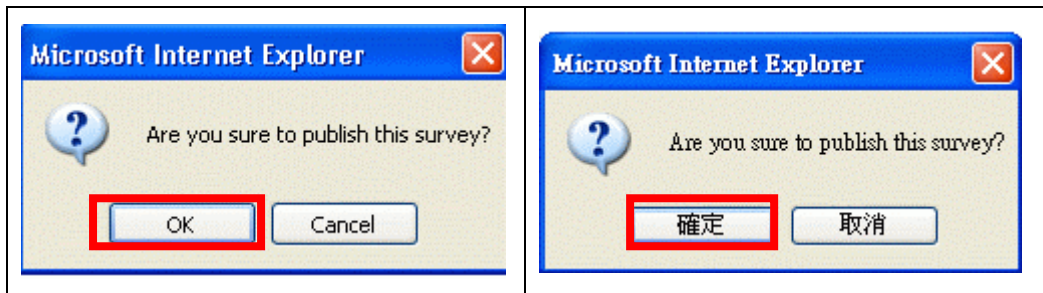 Microsoft Internet Explorer
Are you sure to publish this survey?
OK
Cancel
Microsoft Internet Explorer
Are you sure to publish this survey?
確定
取消